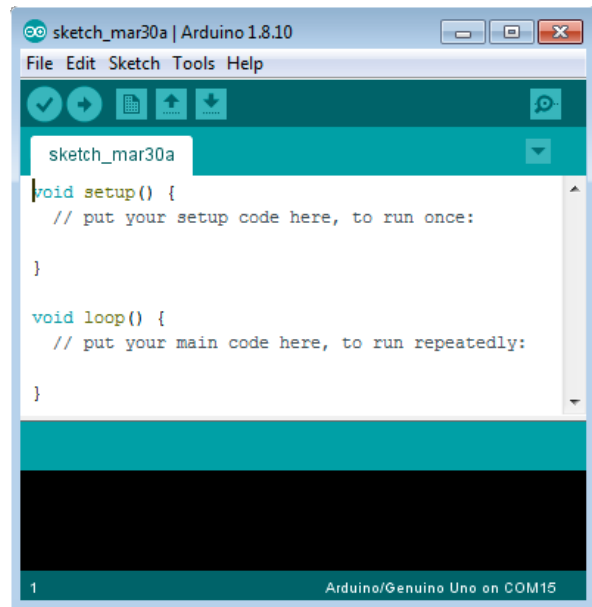 sketch_mar30a | Arduino 1.8.10
File Edit Sketch Tools Help
sketch_mar30a
void setup() {
  // put your setup code here, to run once:
}
void loop() {
  // put your main code here, to run repeatedly:
}
1 Arduino/Genuino Uno on COM15